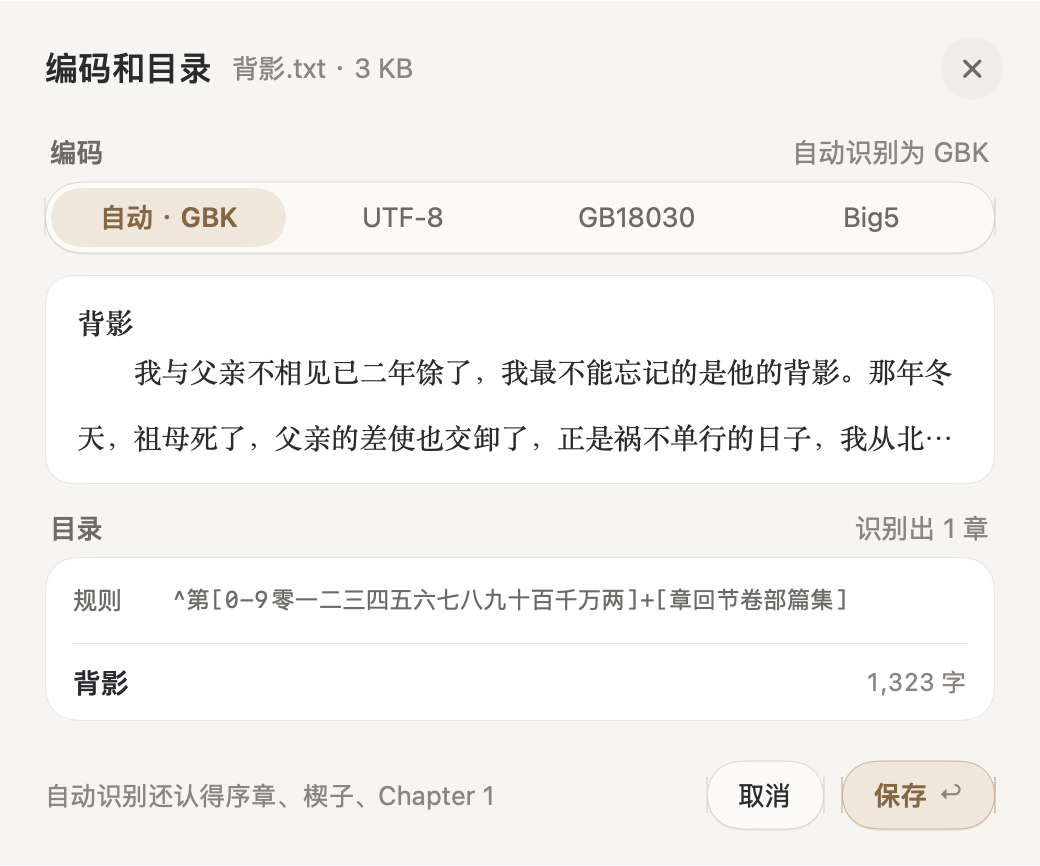 编码和目录 背影.txt · 3 KB
编码 自动识别为 GBK
自动 · GBK UTF-8 GB18030 Big5
背影
我与父亲不相见已二年馀了，我最不能忘记的是他的背影。那年冬
天，祖母死了，父亲的差使也交卸了，正是祸不单行的日子，我从北…
目录 识别出 1 章
规则 ^第[0-9零一二三四五六七八九十百千万两]+[章回节卷部篇集]
背影 1,323 字
自动识别还认得序章、楔子、Chapter 1 取消 保存 ↩